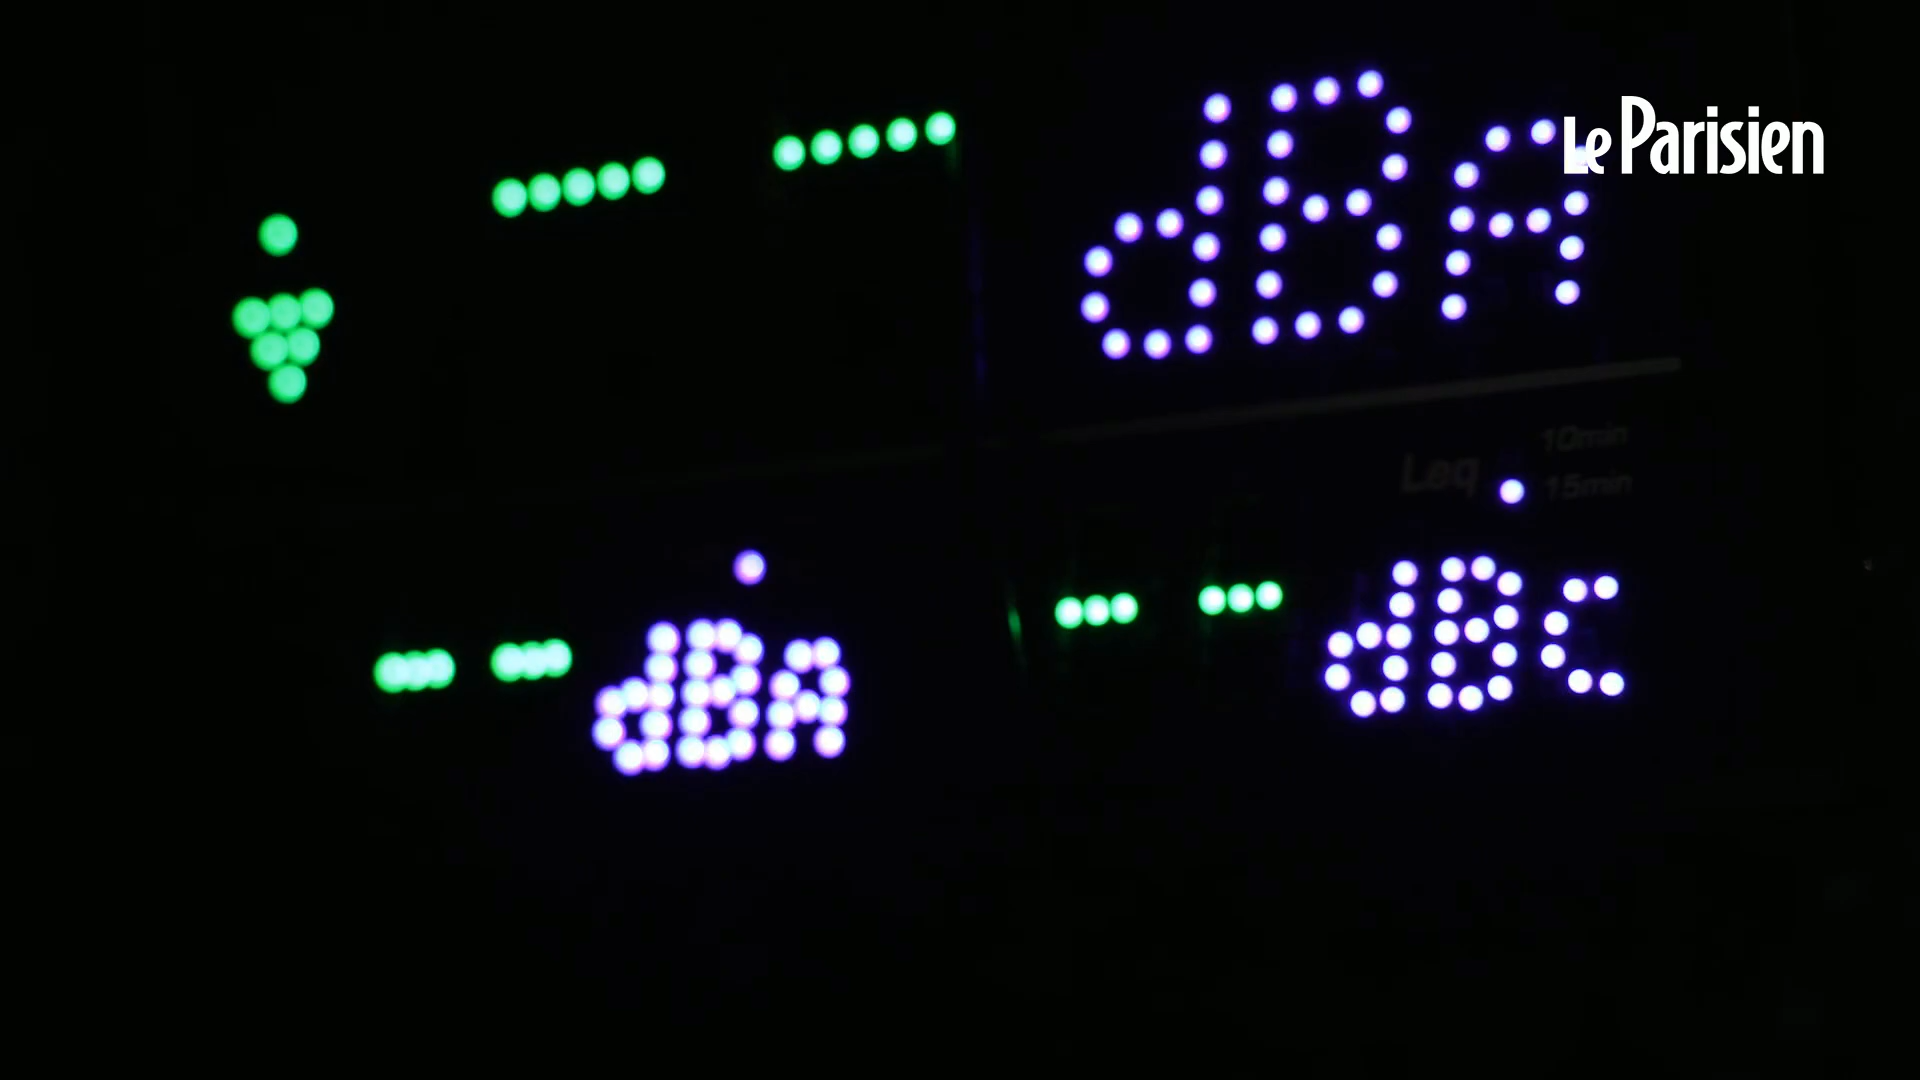 -- dBA
Le Parisien
Leq 10min
15min
-- dBA
-- dBC